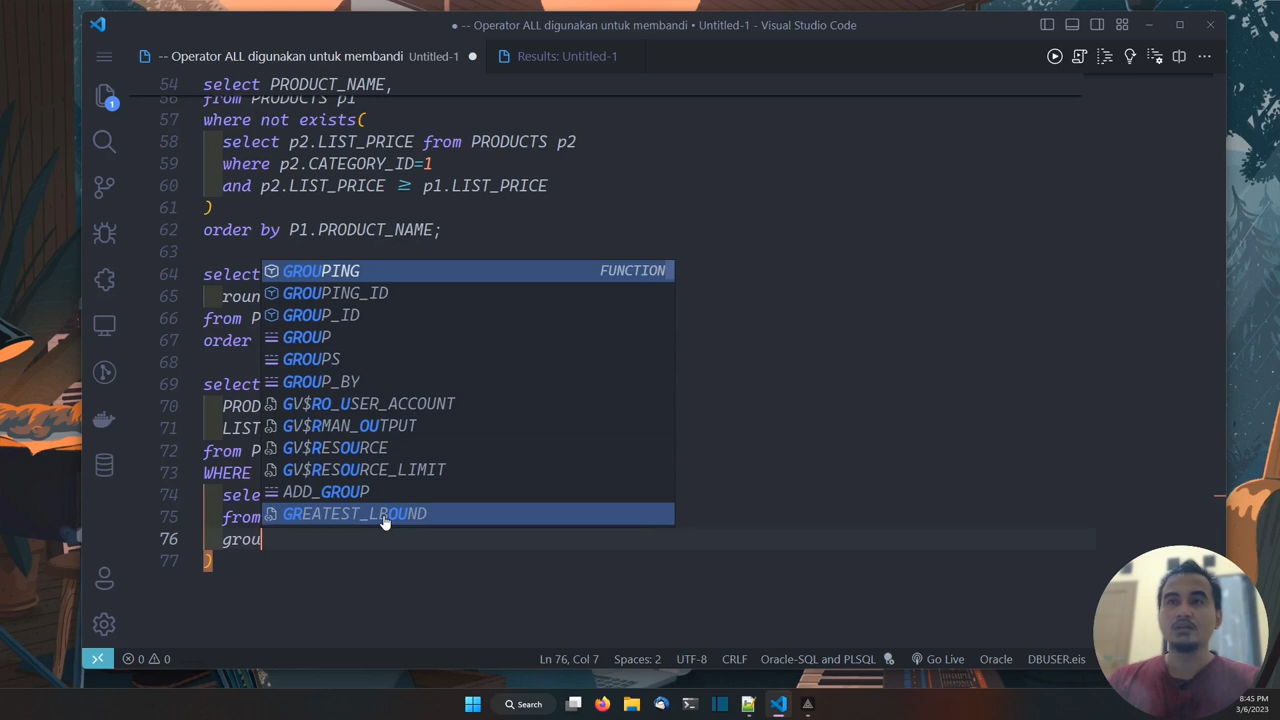 -- Operator ALL digunakan untuk membandi • Untitled-1 - Visual Studio Code
-- Operator ALL digunakan untuk membandi Untitled-1
Results: Untitled-1
1
54 select PRODUCT_NAME,
56 from PRODUCTS p1
57 where not exists(
58 select p2.LIST_PRICE from PRODUCTS p2
59 where p2.CATEGORY_ID=1
60 and p2.LIST_PRICE ≥ p1.LIST_PRICE
61 )
62 order by P1.PRODUCT_NAME;
63
64 select
65 roun
66 from P
67 order
68
69 select
70 PROD
71 LIST
72 from P
73 WHERE
74 sele
75 from
76 grou
77 )
GROUPING FUNCTION
GROUPING_ID
GROUP_ID
GROUP
GROUPS
GROUP_BY
GV$RO_USER_ACCOUNT
GV$RMAN_OUTPUT
GV$RESOURCE
GV$RESOURCE_LIMIT
ADD_GROUP
GREATEST_LBOUND
0 0 Ln 76, Col 7 Spaces: 2 UTF-8 CRLF Oracle-SQL and PLSQL Go Live Oracle DBUSER.eis
Search
8:45 PM
3/6/2023